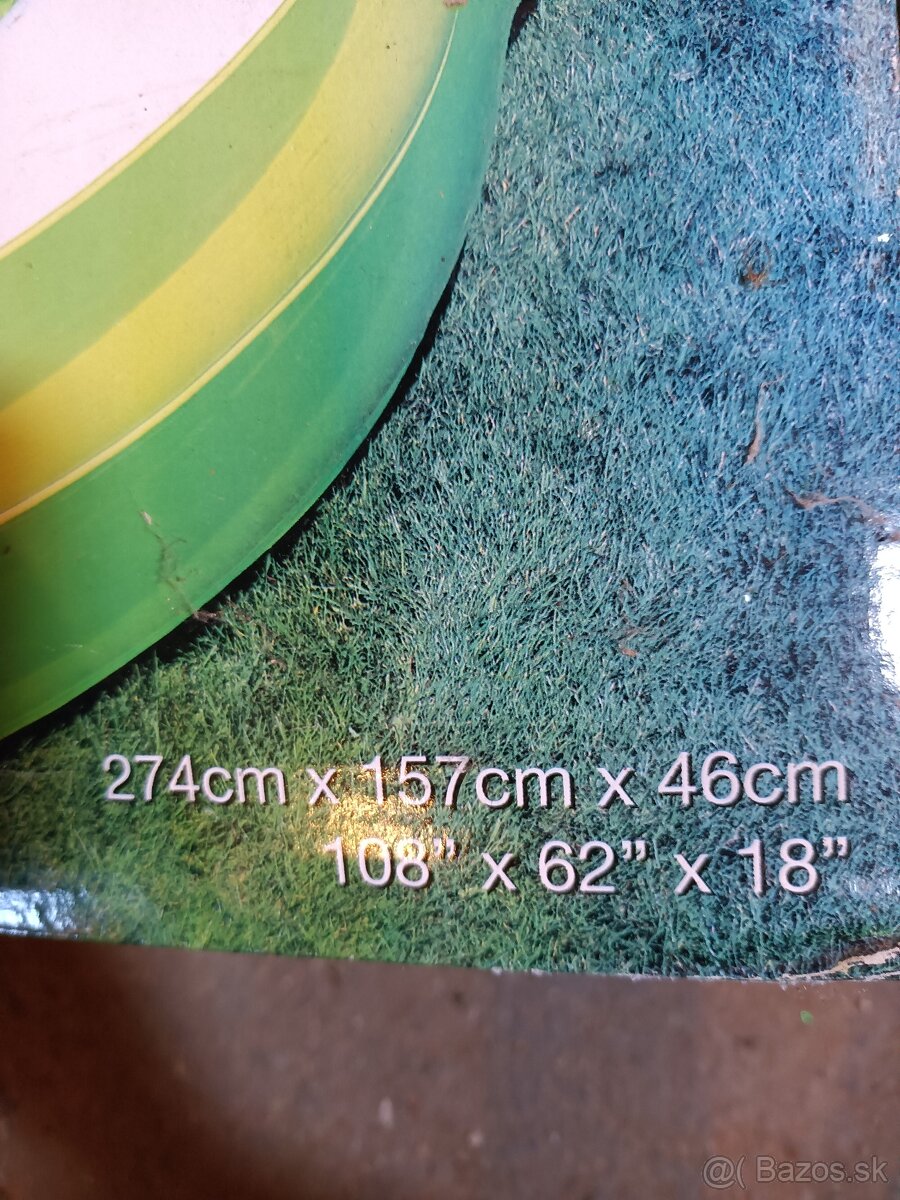 274cm x 157cm x 46cm
108” x 62” x 18”
@( Bazos.sk